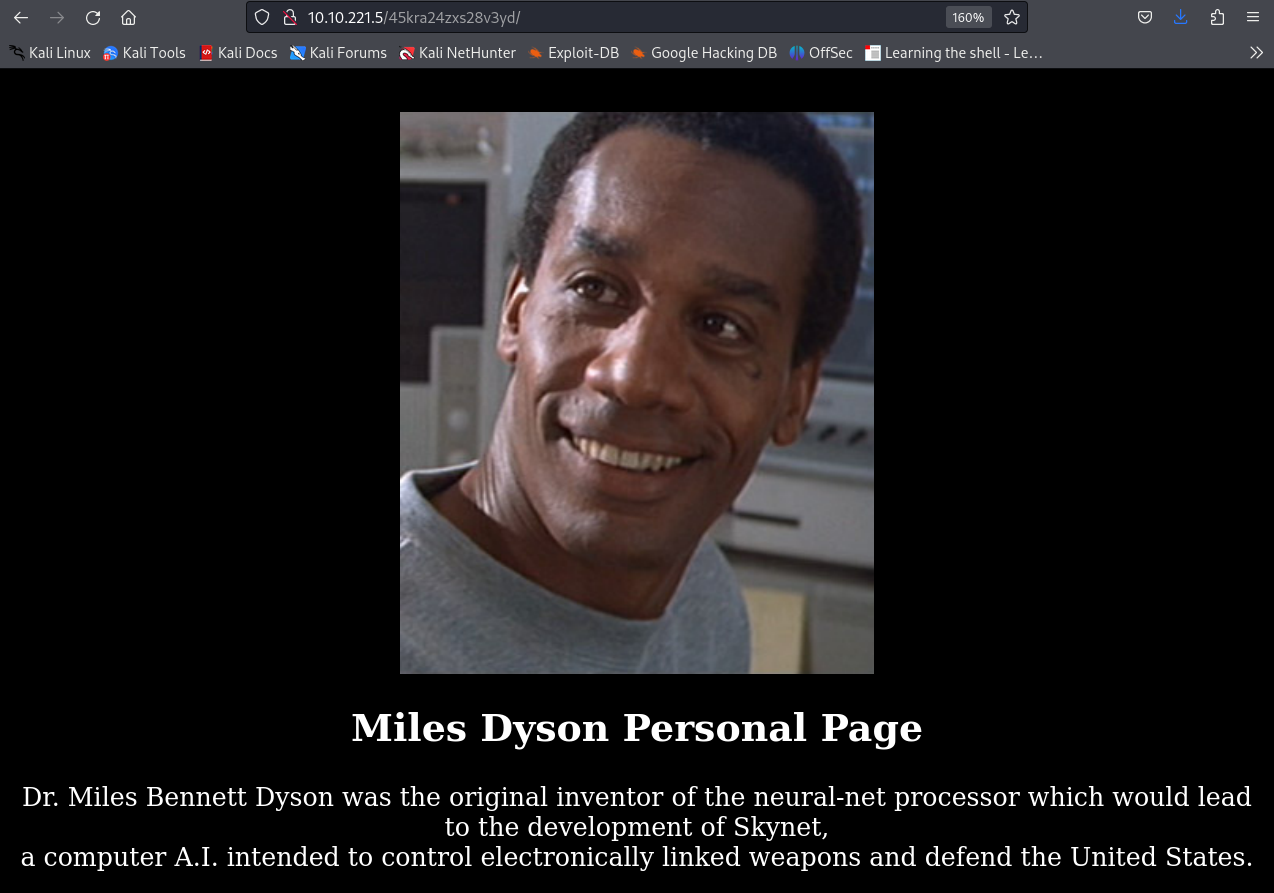 10.10.221.5/45kra24zxs28v3yd/ 160%
Kali Linux Kali Tools Kali Docs Kali Forums Kali NetHunter Exploit-DB Google Hacking DB OffSec Learning the shell - Le…
Miles Dyson Personal Page
Dr. Miles Bennett Dyson was the original inventor of the neural-net processor which would lead
to the development of Skynet,
a computer A.I. intended to control electronically linked weapons and defend the United States.